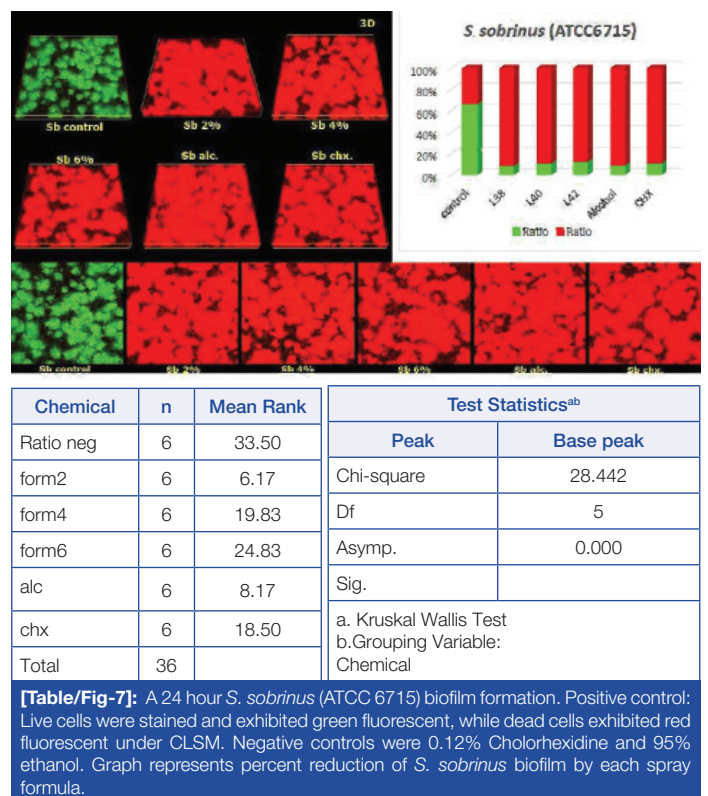 3D
Sb control
Sb 2%
Sb 4%
Sb 6%
Sb alc.
Sb chx.
S. sobrinus (ATCC6715)
100%
80%
60%
40%
20%
0%
control
L38
L40
L42
Alcohol
CHX
Ratio Ratio
Sb control
Sb 2%
Sb 4%
Sb 6%
Sb alc.
Sb chx.
Chemical n Mean Rank
Ratio neg 6 33.50
form2 6 6.17
form4 6 19.83
form6 6 24.83
alc 6 8.17
chx 6 18.50
Total 36
Test Statisticsab
Peak Base peak
Chi-square 28.442
Df 5
Asymp. 0.000
Sig.
a. Kruskal Wallis Test
b.Grouping Variable:
Chemical
[Table/Fig-7]: A 24 hour S. sobrinus (ATCC 6715) biofilm formation. Positive control:
Live cells were stained and exhibited green fluorescent, while dead cells exhibited red
fluorescent under CLSM. Negative controls were 0.12% Cholorhexidine and 95%
ethanol. Graph represents percent reduction of S. sobrinus biofilm by each spray
formula.